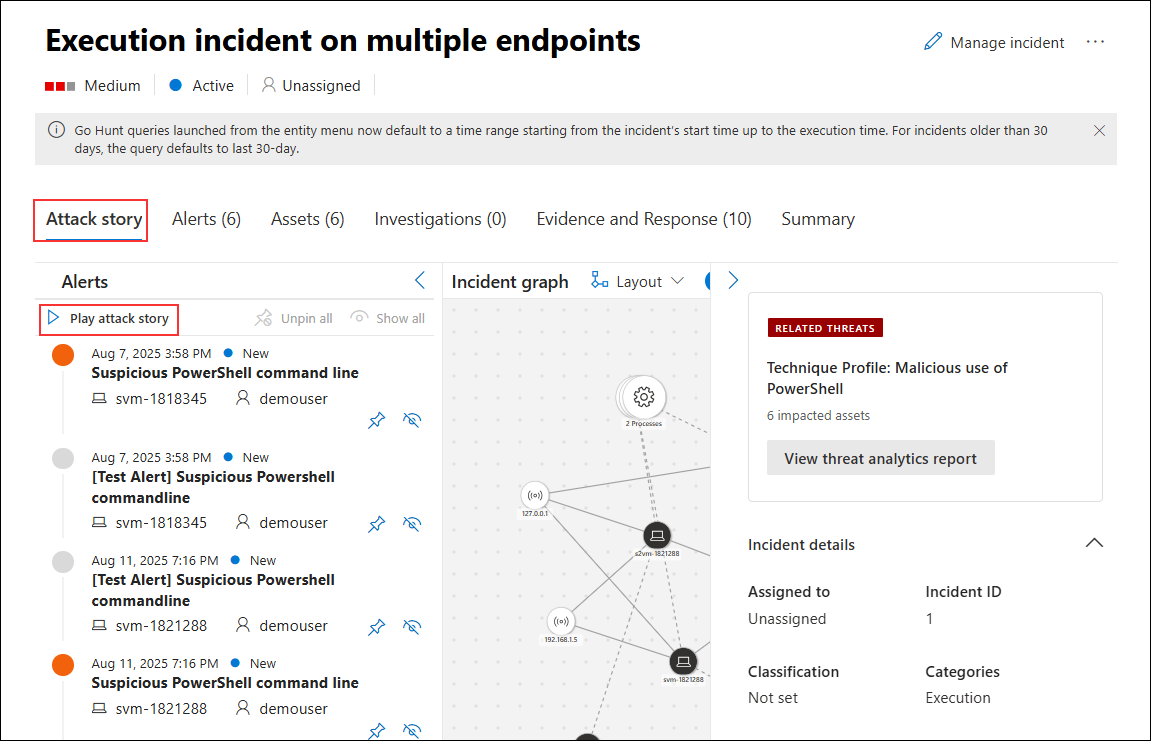 Execution incident on multiple endpoints
Manage incident
Medium
Active
Unassigned
Go Hunt queries launched from the entity menu now default to a time range starting from the incident's start time up to the execution time. For incidents older than 30
days, the query defaults to last 30-day.
Attack story
Alerts (6)
Assets (6)
Investigations (0)
Evidence and Response (10)
Summary
Alerts
Play attack story
Unpin all
Show all
Aug 7, 2025 3:58 PM
New
Suspicious PowerShell command line
svm-1818345
demouser
Aug 7, 2025 3:58 PM
New
[Test Alert] Suspicious Powershell
commandline
svm-1818345
demouser
Aug 11, 2025 7:16 PM
New
[Test Alert] Suspicious Powershell
commandline
svm-1821288
demouser
Aug 11, 2025 7:16 PM
New
Suspicious PowerShell command line
svm-1821288
demouser
Incident graph
Layout
2 Processes
127.0.0.1
s2vm-1821288
192.168.1.5
svm-1821288
RELATED THREATS
Technique Profile: Malicious use of
PowerShell
6 impacted assets
View threat analytics report
Incident details
Assigned to
Unassigned
Incident ID
1
Classification
Not set
Categories
Execution